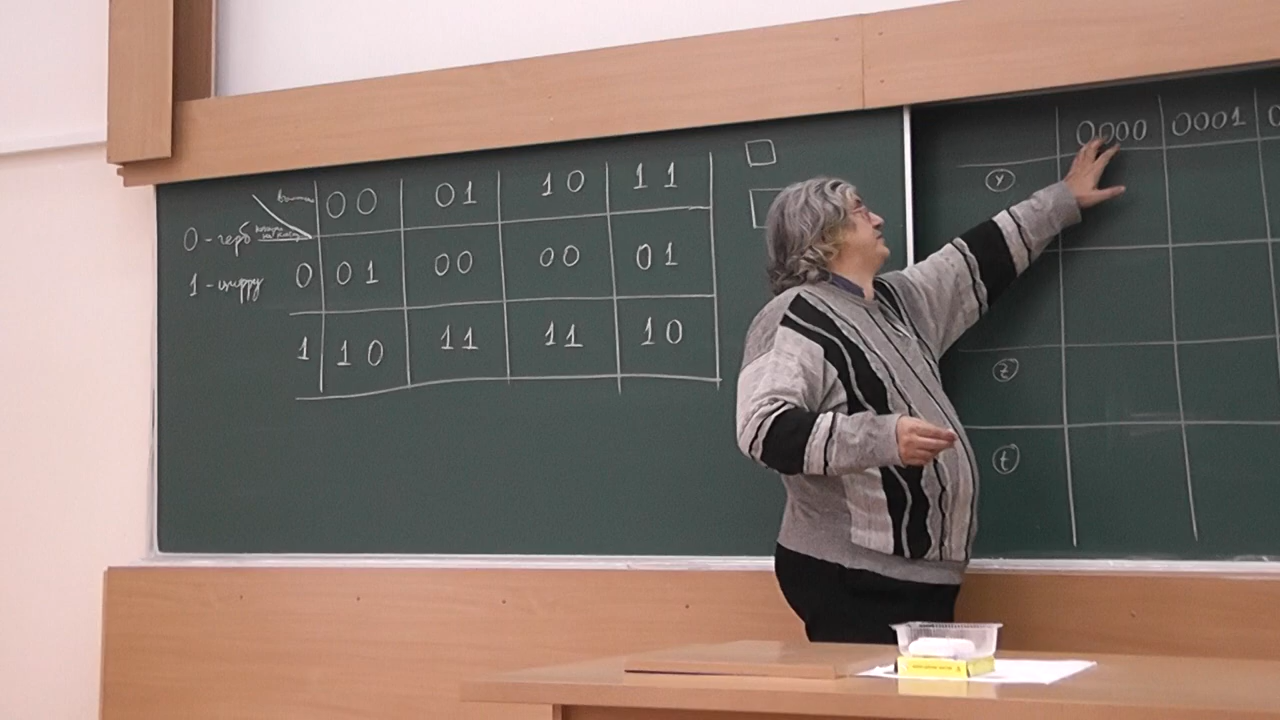 00 01 10 11
0 - герб
0 01 00 00 01
1 - цифру
1 10 11 11 10
0000 0001 0
y
z
t